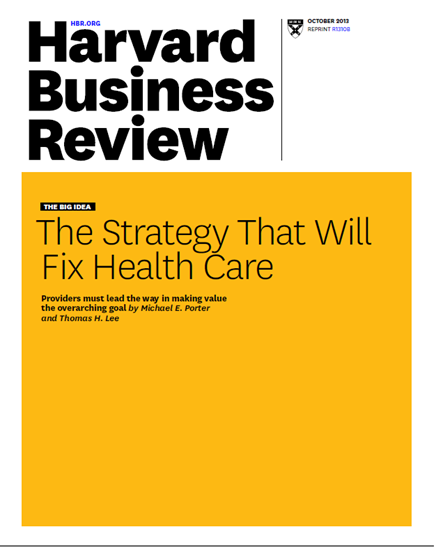 HBR.ORG
Harvard
Business
Review
OCTOBER 2013
REPRINT R1310B
THE BIG IDEA
The Strategy That Will
Fix Health Care
Providers must lead the way in making value
the overarching goal by Michael E. Porter
and Thomas H. Lee